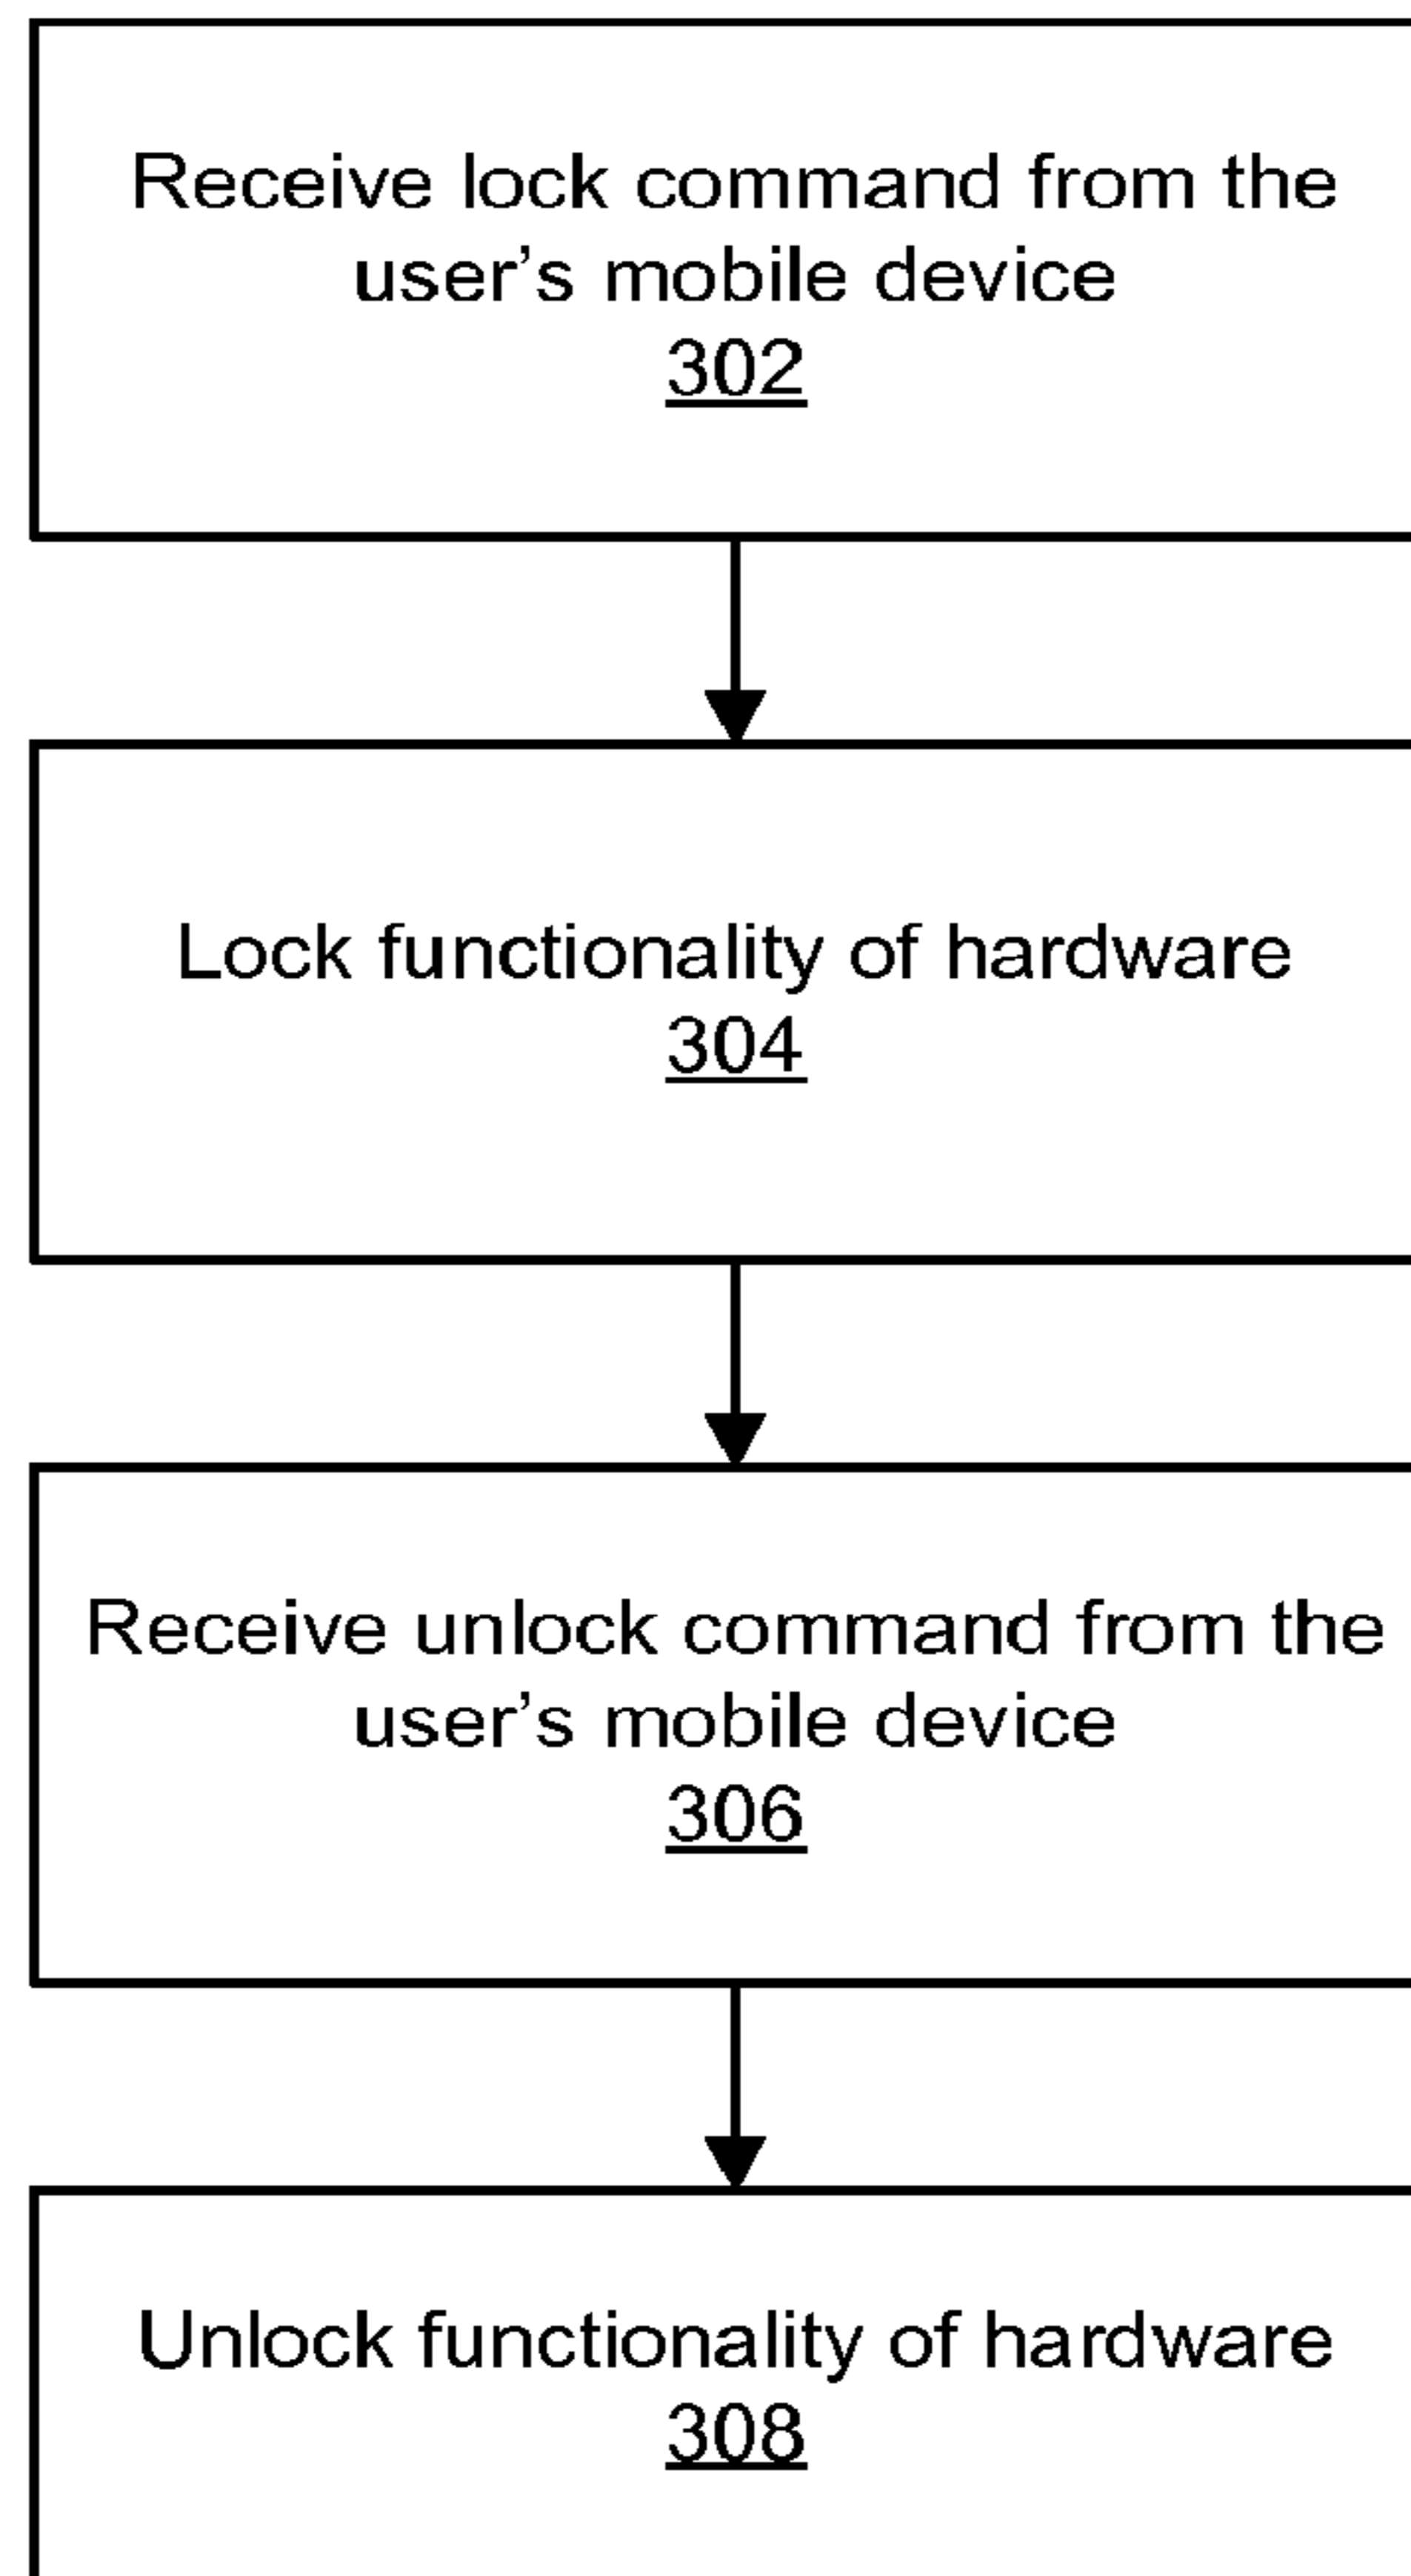 Receive lock command from the
user’s mobile device
302
Lock functionality of hardware
304
Receive unlock command from the
user’s mobile device
306
Unlock functionality of hardware
308